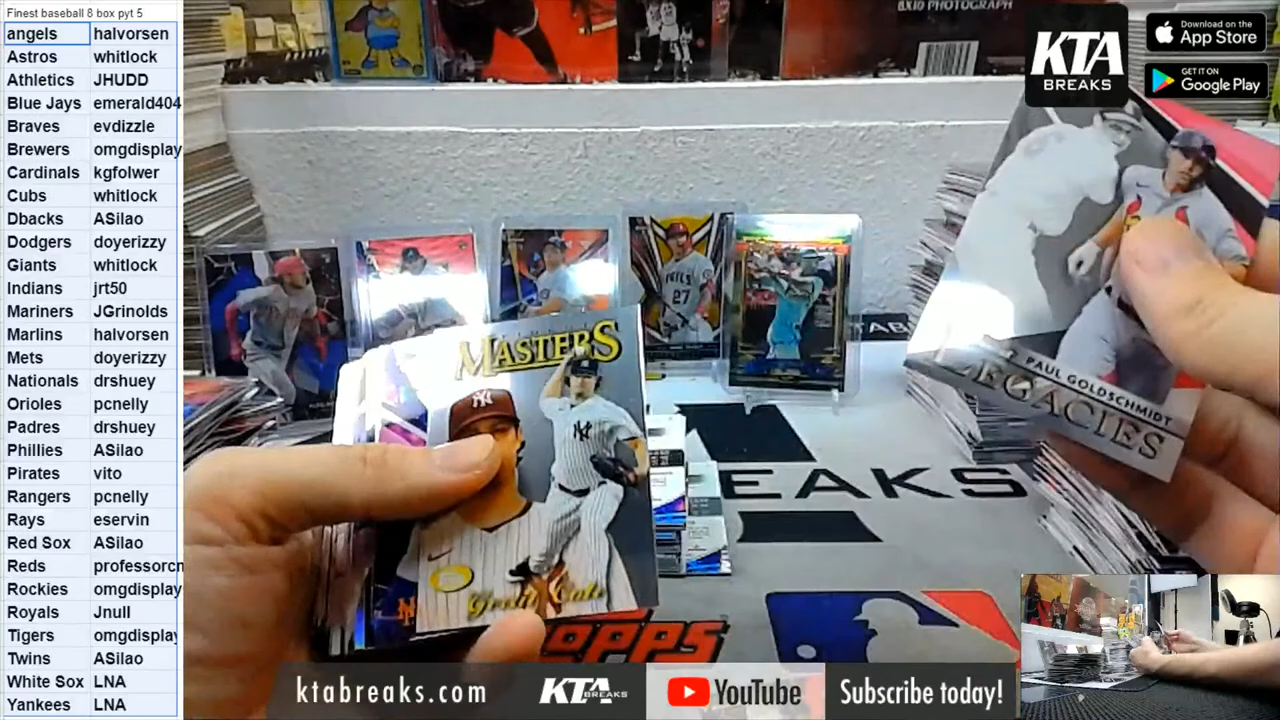 Finest baseball 8 box pyt 5
angels halvorsen
Astros whitlock
Athletics JHUDD
Blue Jays emerald404
Braves evdizzle
Brewers omgdisplay
Cardinals kgfolwer
Cubs whitlock
Dbacks ASilao
Dodgers doyerizzy
Giants whitlock
Indians jrt50
Mariners JGrinolds
Marlins halvorsen
Mets doyerizzy
Nationals drshuey
Orioles pcnelly
Padres drshuey
Phillies ASilao
Pirates vito
Rangers pcnelly
Rays eservin
Red Sox ASilao
Reds professorcn
Rockies omgdisplay
Royals Jnull
Tigers omgdisplay
Twins ASilao
White Sox LNA
Yankees LNA
8X10 PHOTOGRAPH
KTA
BREAKS
Download on the
App Store
GET IT ON
Google Play
MASTERS
Gerrit Cole
PAUL GOLDSCHMIDT
LEGACIES
ANGELS
27
EAKS
TOPPS
ktabreaks.com
KTA BREAKS
YouTube
Subscribe today!